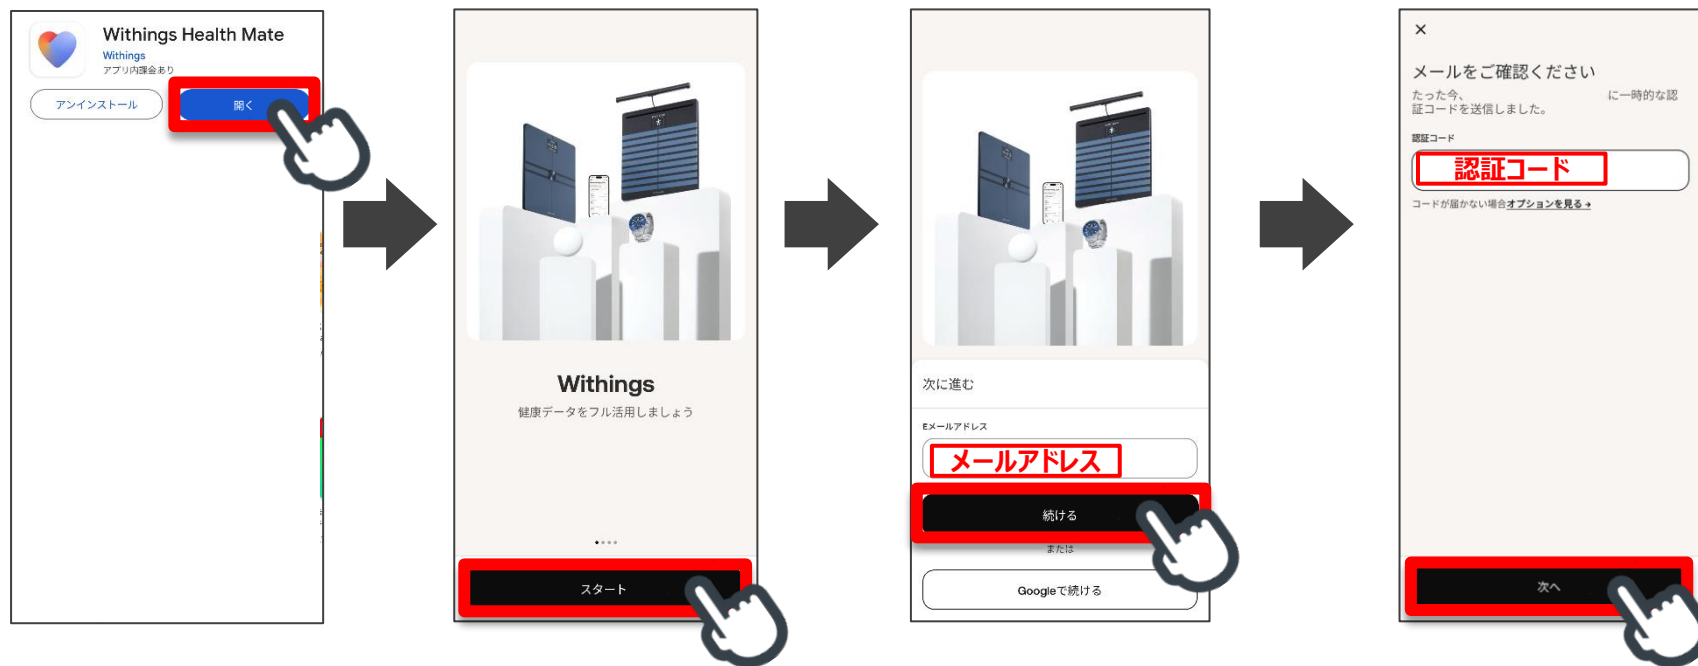 Withings Health Mate
Withings
アプリ内課金あり
アンインストール
開く
Withings
健康データをフル活用しましょう
スタート
次に進む
Eメールアドレス
メールアドレス
続ける
または
Googleで続ける
メールをご確認ください
たった今、 に一時的な認
証コードを送信しました。
認証コード
認証コード
コードが届かない場合オプションを見る→
次へ